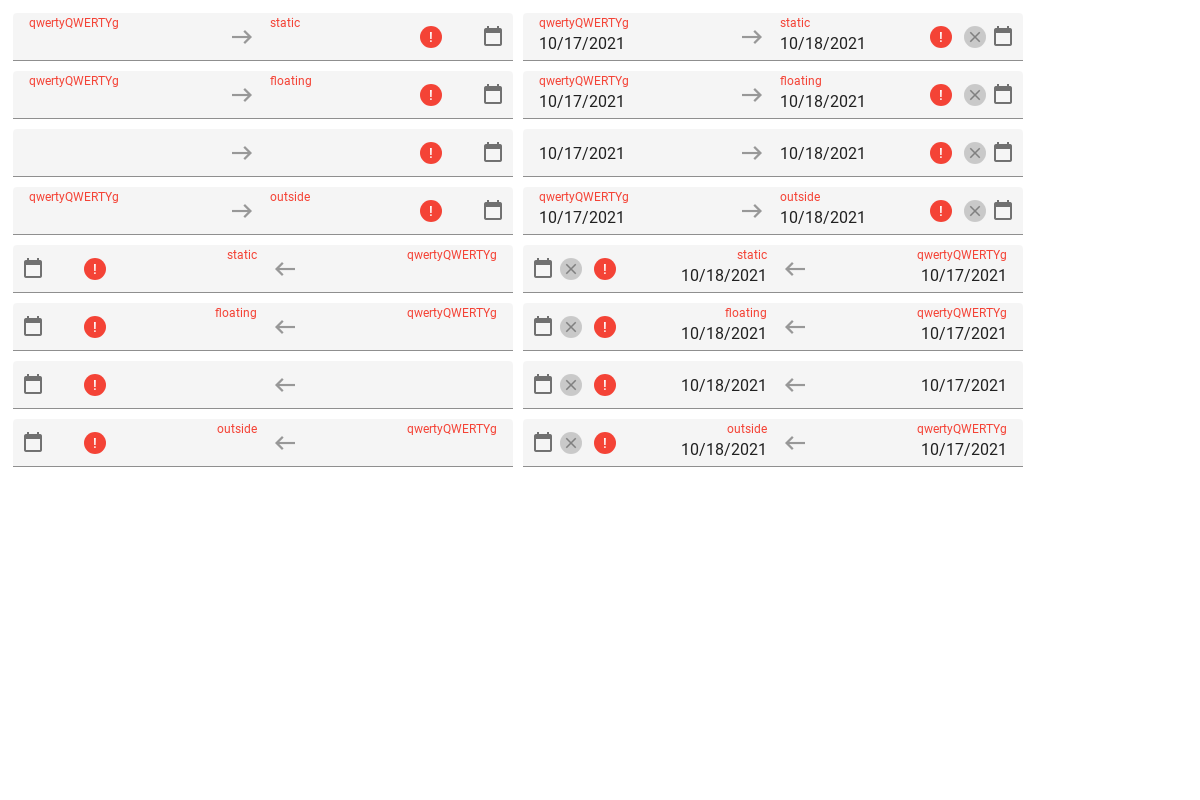 qwertyQWERTYg static qwertyQWERTYg static
10/17/2021 10/18/2021
qwertyQWERTYg floating qwertyQWERTYg floating
10/17/2021 10/18/2021
10/17/2021 10/18/2021
qwertyQWERTYg outside qwertyQWERTYg outside
10/17/2021 10/18/2021
static qwertyQWERTYg static qwertyQWERTYg
10/18/2021 10/17/2021
floating qwertyQWERTYg floating qwertyQWERTYg
10/18/2021 10/17/2021
10/18/2021 10/17/2021
outside qwertyQWERTYg outside qwertyQWERTYg
10/18/2021 10/17/2021